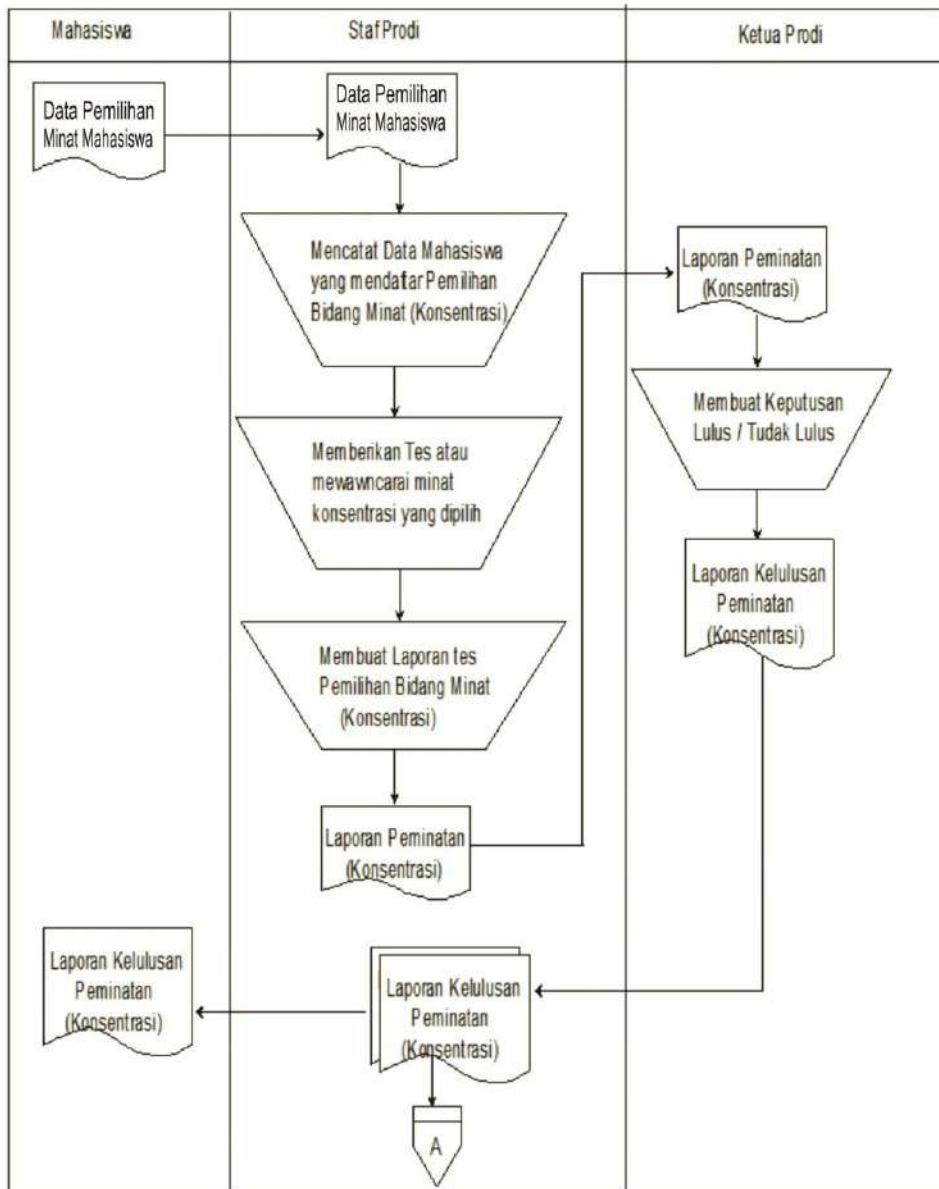 Mahasiswa
Staf Prodi
Ketua Prodi
Data Pemilihan
Minat Mahasiswa
Data Pemilihan
Minat Mahasiswa
Mencatat Data Mahasiswa
yang mendaftar Pemilihan
Bidang Minat (Konsentrasi)
Memberikan Tes atau
mewawncarai minat
konsentrasi yang dipilih
Membuat Laporan tes
Pemilihan Bidang Minat
(Konsentrasi)
Laporan Peminatan
(Konsentrasi)
Laporan Peminatan
(Konsentrasi)
Membuat Keputusan
Lulus / Tudak Lulus
Laporan Kelulusan
Peminatan
(Konsentrasi)
Laporan Kelulusan
Peminatan
(Konsentrasi)
Laporan Kelulusan
Peminatan
(Konsentrasi)
A